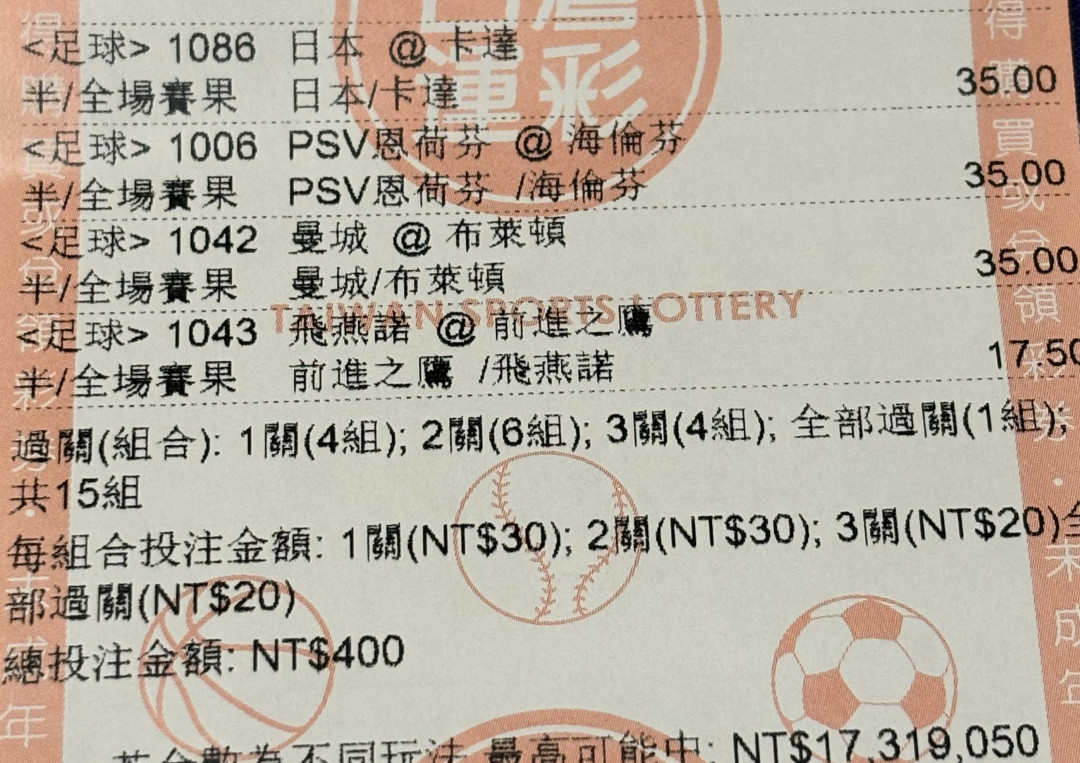 <足球> 1086 日本 @ 卡達
半/全場賽果 日本/卡達 35.00
<足球> 1006 PSV恩荷芬 @ 海倫芬
半/全場賽果 PSV恩荷芬 /海倫芬 35.00
<足球> 1042 曼城 @ 布萊頓
半/全場賽果 曼城/布萊頓 35.00
TAIWAN SPORTS LOTTERY
<足球> 1043 飛燕諾 @ 前進之鷹
半/全場賽果 前進之鷹 /飛燕諾 17.50
過關(組合): 1關(4組); 2關(6組); 3關(4組); 全部過關(1組);
共15組
每組合投注金額: 1關(NT$30); 2關(NT$30); 3關(NT$20)全
部過關(NT$20)
總投注金額: NT$400
不同玩法 最高可能中: NT$17,319,050